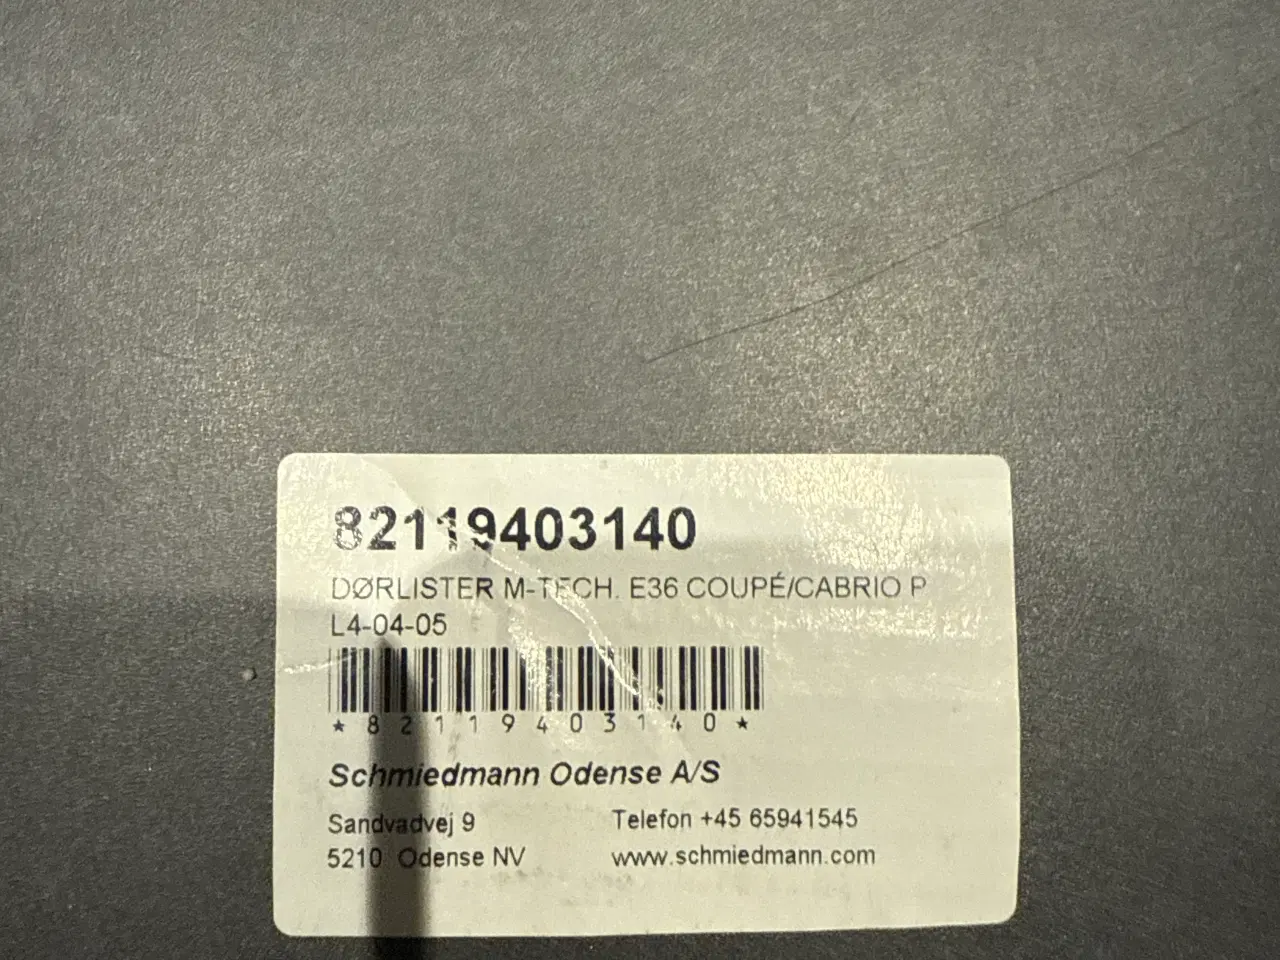 82119403140
DØRLISTER M-TECH. E36 COUPÉ/CABRIO P
L4-04-05
*82119403140*
Schmiedmann Odense A/S
Sandvadvej 9 Telefon +45 65941545
5210 Odense NV www.schmiedmann.com